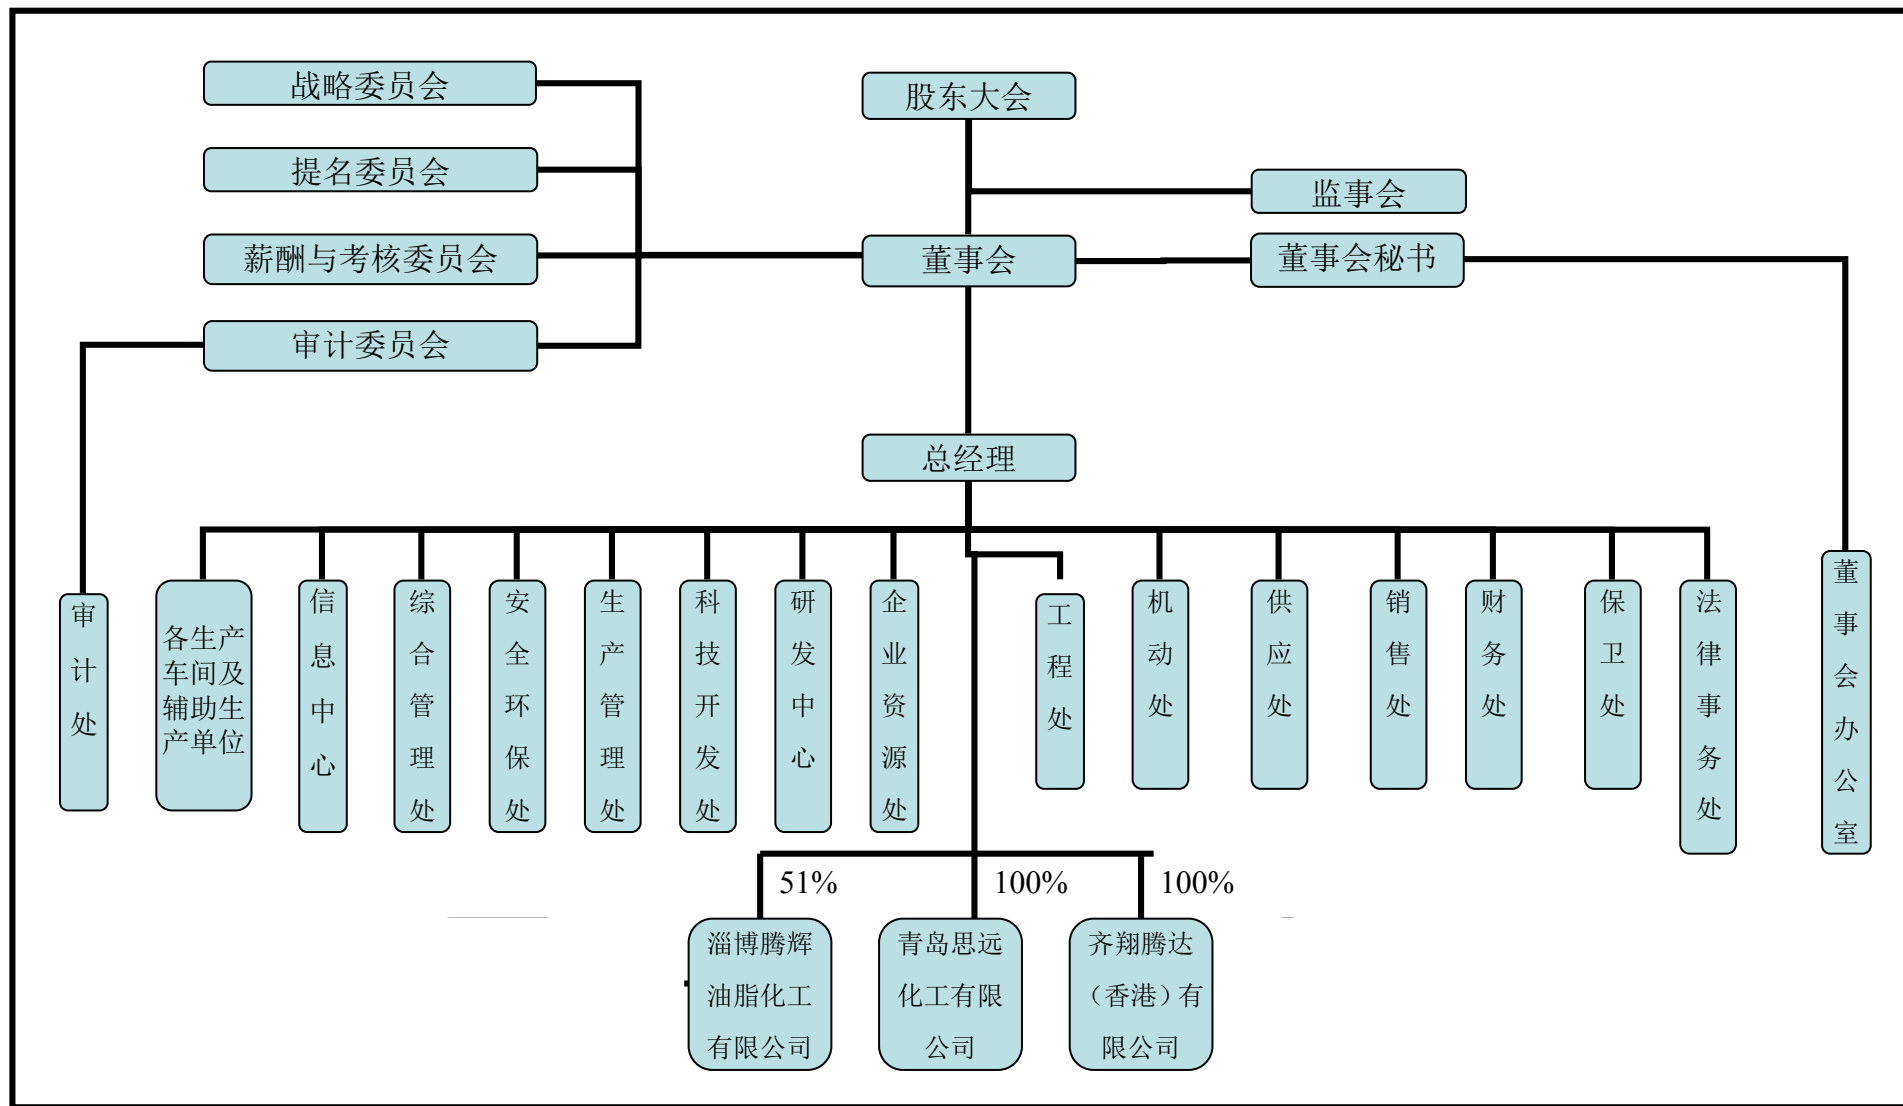 战略委员会
股东大会
提名委员会
监事会
薪酬与考核委员会
董事会
董事会秘书
审计委员会
总经理
审计处
各生产
车间及
辅助生
产单位
信息中心
综合管理处
安全环保处
生产管理处
科技开发处
研发中心
企业资源处
工程处
机动处
供应处
销售处
财务处
保卫处
法律事务处
董事会办公室
51%
100%
100%
淄博腾辉
油脂化工
有限公司
青岛思远
化工有限
公司
齐翔腾达
（香港）有
限公司